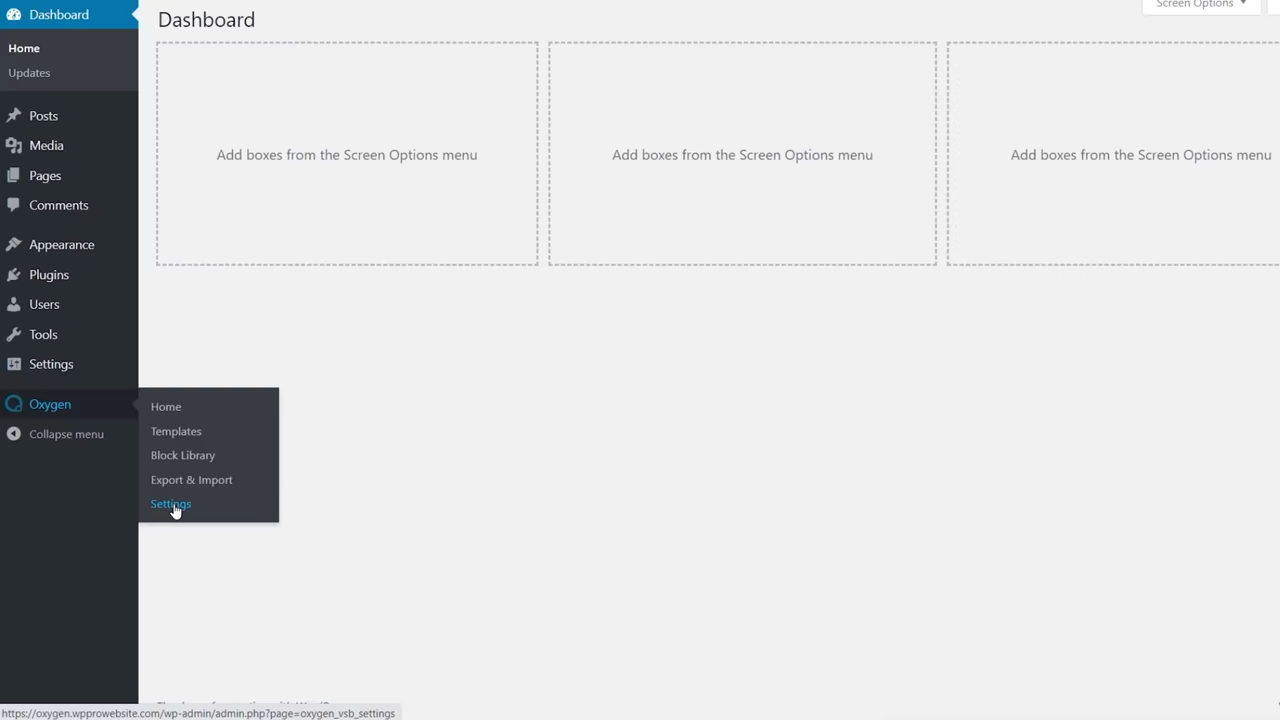 Dashboard
Home
Updates
Posts
Media
Pages
Comments
Appearance
Plugins
Users
Tools
Settings
Oxygen
Collapse menu
Dashboard
Screen Options
Add boxes from the Screen Options menu
Add boxes from the Screen Options menu
Add boxes from the Screen Options menu
Home
Templates
Block Library
Export & Import
Settings
https://oxygen.wpprowebsite.com/wp-admin/admin.php?page=oxygen_vsb_settings